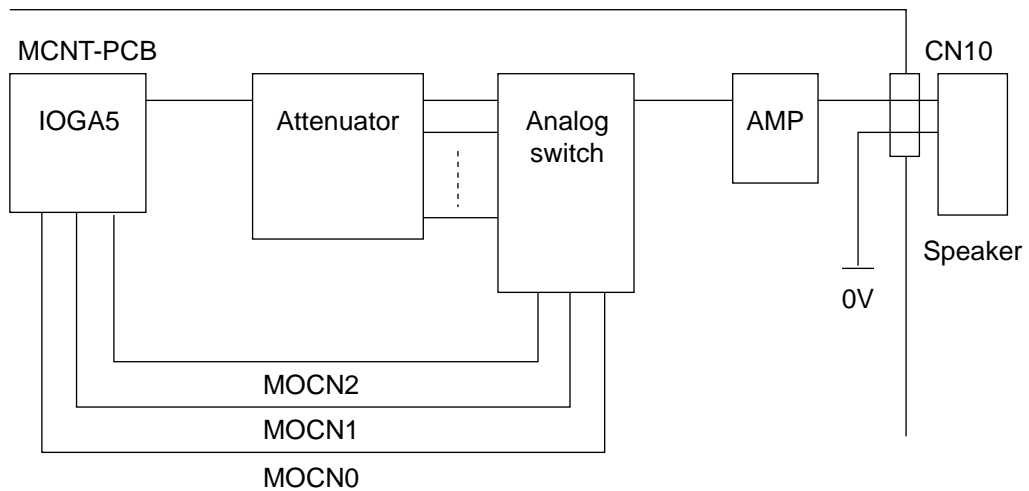 MCNT-PCB
CN10
IOGA5
Attenuator
Analog
switch
AMP
Speaker
0V
MOCN2
MOCN1
MOCN0